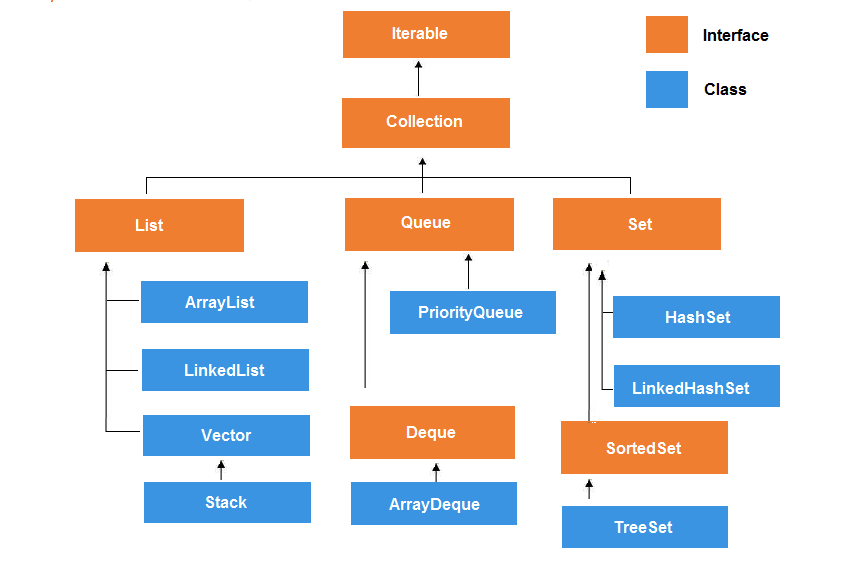 Iterable
Interface
Class
Collection
List
Queue
Set
ArrayList
PriorityQueue
HashSet
LinkedList
LinkedHashSet
Vector
Deque
SortedSet
Stack
ArrayDeque
TreeSet